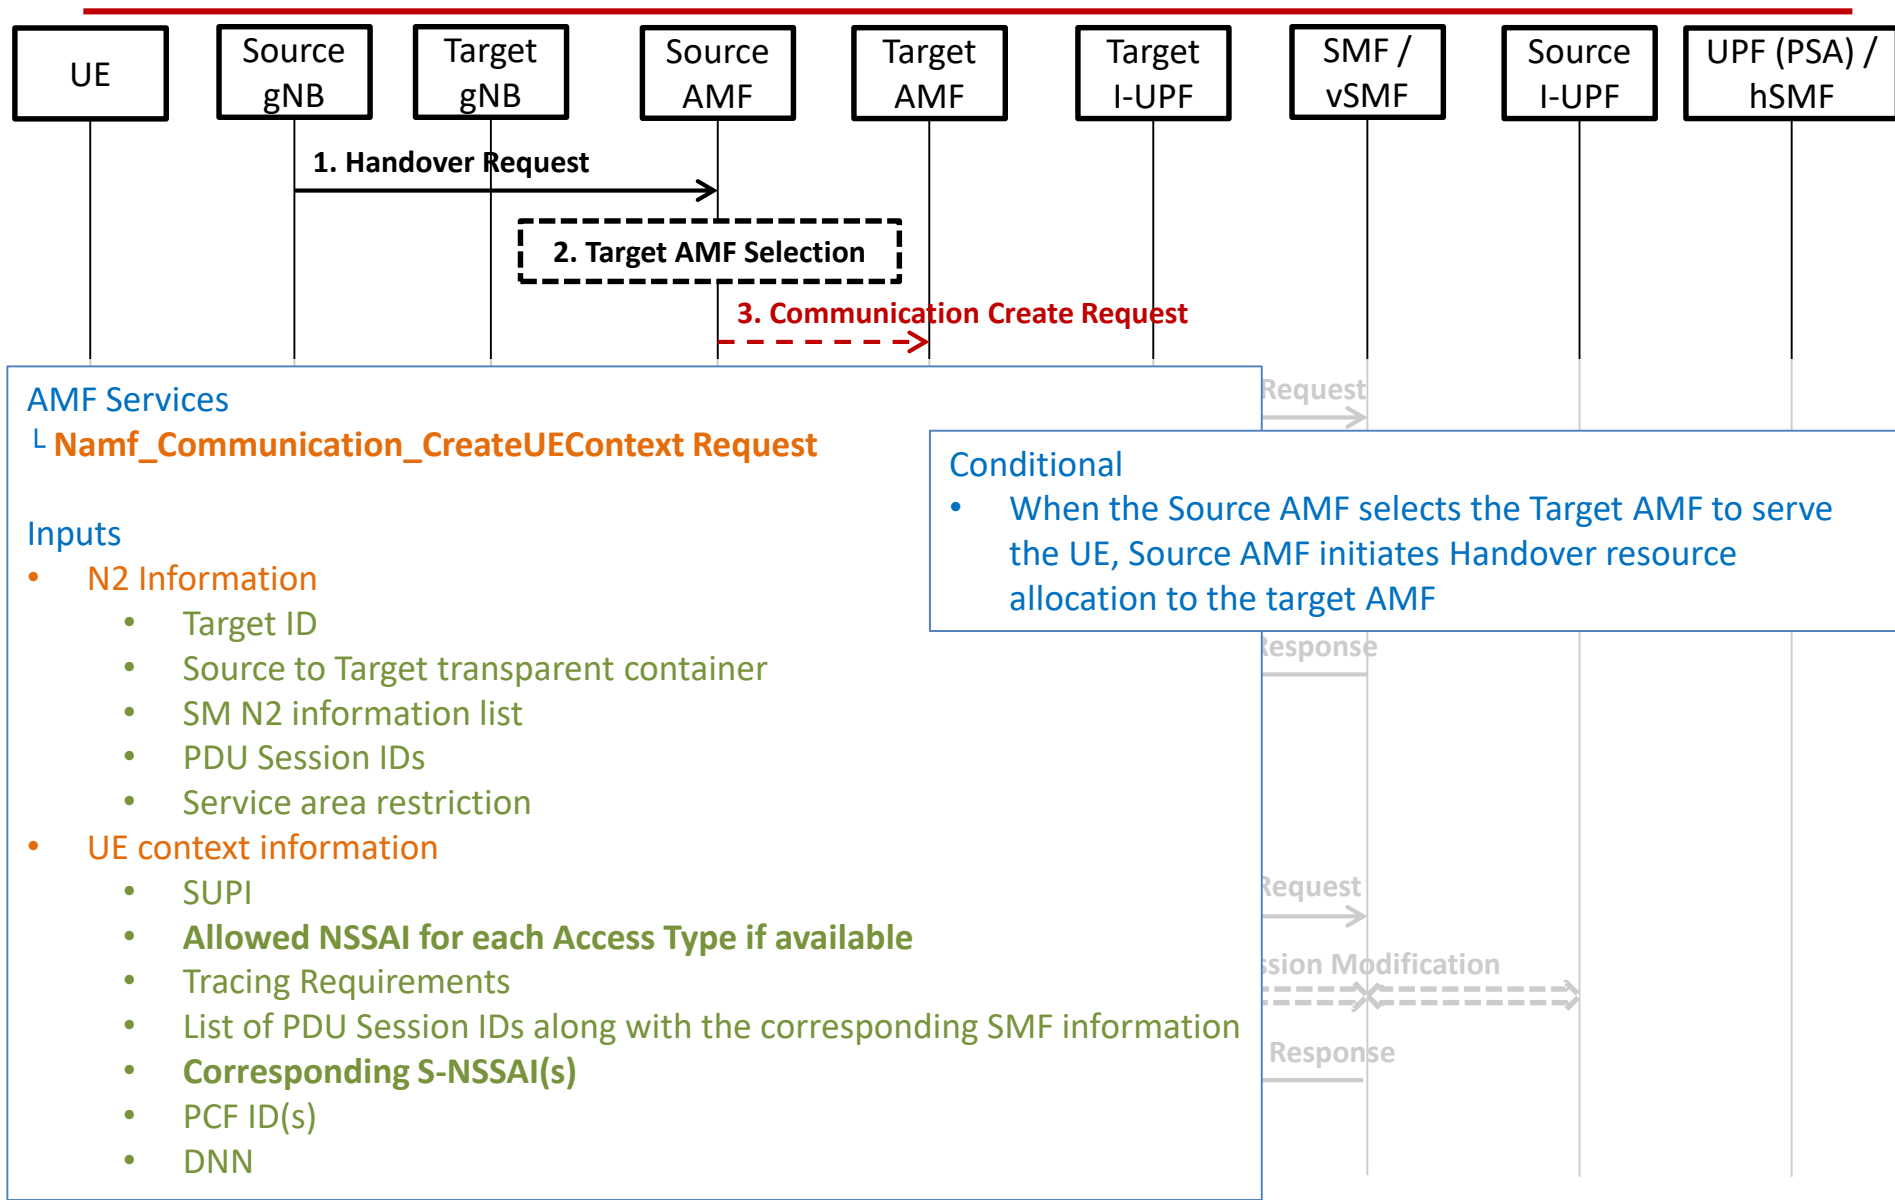 UE
Source
gNB
Target
gNB
Source
AMF
Target
AMF
Target
I-UPF
SMF /
vSMF
Source
I-UPF
UPF (PSA) /
hSMF
1. Handover Request
2. Target AMF Selection
3. Communication Create Request
Request
AMF Services
└ Namf_Communication_CreateUEContext Request
Conditional
• When the Source AMF selects the Target AMF to serve
the UE, Source AMF initiates Handover resource
allocation to the target AMF
Inputs
• N2 Information
• Target ID
• Source to Target transparent container
• SM N2 information list
• PDU Session IDs
• Service area restriction
• UE context information
• SUPI
• Allowed NSSAI for each Access Type if available
• Tracing Requirements
• List of PDU Session IDs along with the corresponding SMF information
• Corresponding S-NSSAI(s)
• PCF ID(s)
• DNN
Response
Request
ssion Modification
Response